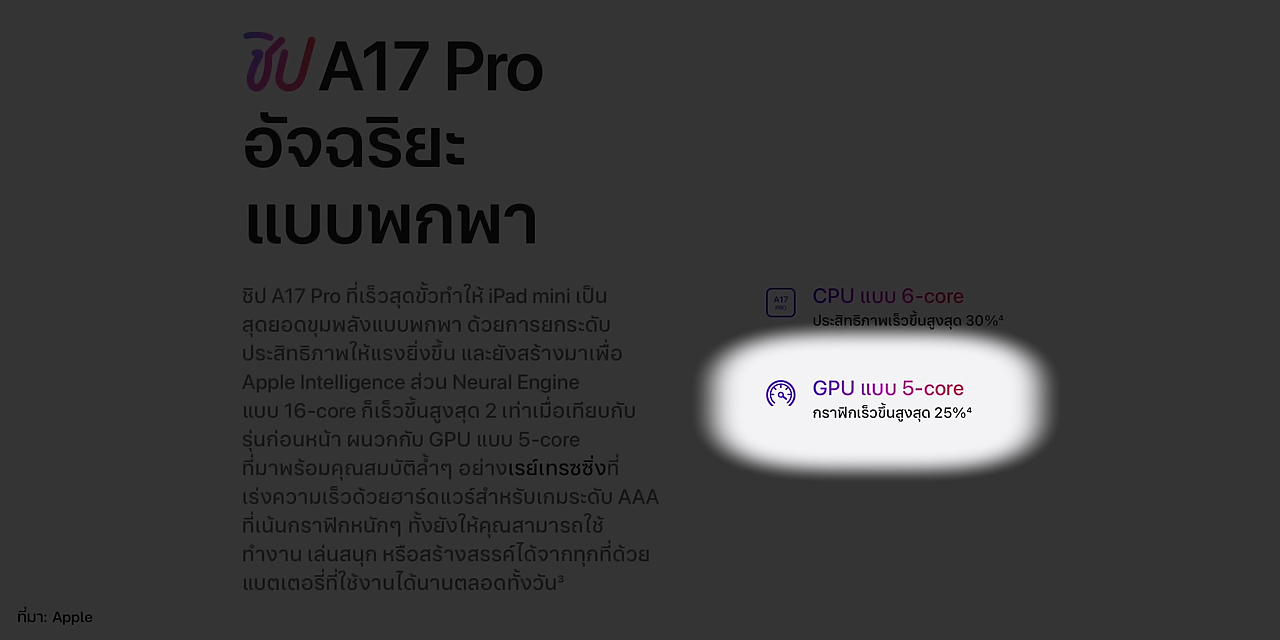 ชิป A17 Pro
อัจฉริยะ
แบบพกพา
ชิป A17 Pro ที่เร็วสุดขั้วทำให้ iPad mini เป็น
สุดยอดขุมพลังแบบพกพา ด้วยการยกระดับ
ประสิทธิภาพให้แรงยิ่งขึ้น และยังสร้างมาเพื่อ
Apple Intelligence ส่วน Neural Engine
แบบ 16-core ก็เร็วขึ้นสูงสุด 2 เท่าเมื่อเทียบกับ
รุ่นก่อนหน้า ผนวกกับ GPU แบบ 5-core
ที่มาพร้อมคุณสมบัติล้ำๆ อย่างเรย์เทรซซิ่งที่
เร่งความเร็วด้วยฮาร์ดแวร์สำหรับเกมระดับ AAA
ที่เน้นกราฟิกหนักๆ ทั้งยังให้คุณสามารถใช้
ทำงาน เล่นสนุก หรือสร้างสรรค์ได้จากทุกที่ด้วย
แบตเตอรี่ที่ใช้งานได้นานตลอดทั้งวัน³
A17
PRO
CPU แบบ 6-core
ประสิทธิภาพเร็วขึ้นสูงสุด 30%⁴
GPU แบบ 5-core
กราฟิกเร็วขึ้นสูงสุด 25%⁴
ที่มา: Apple